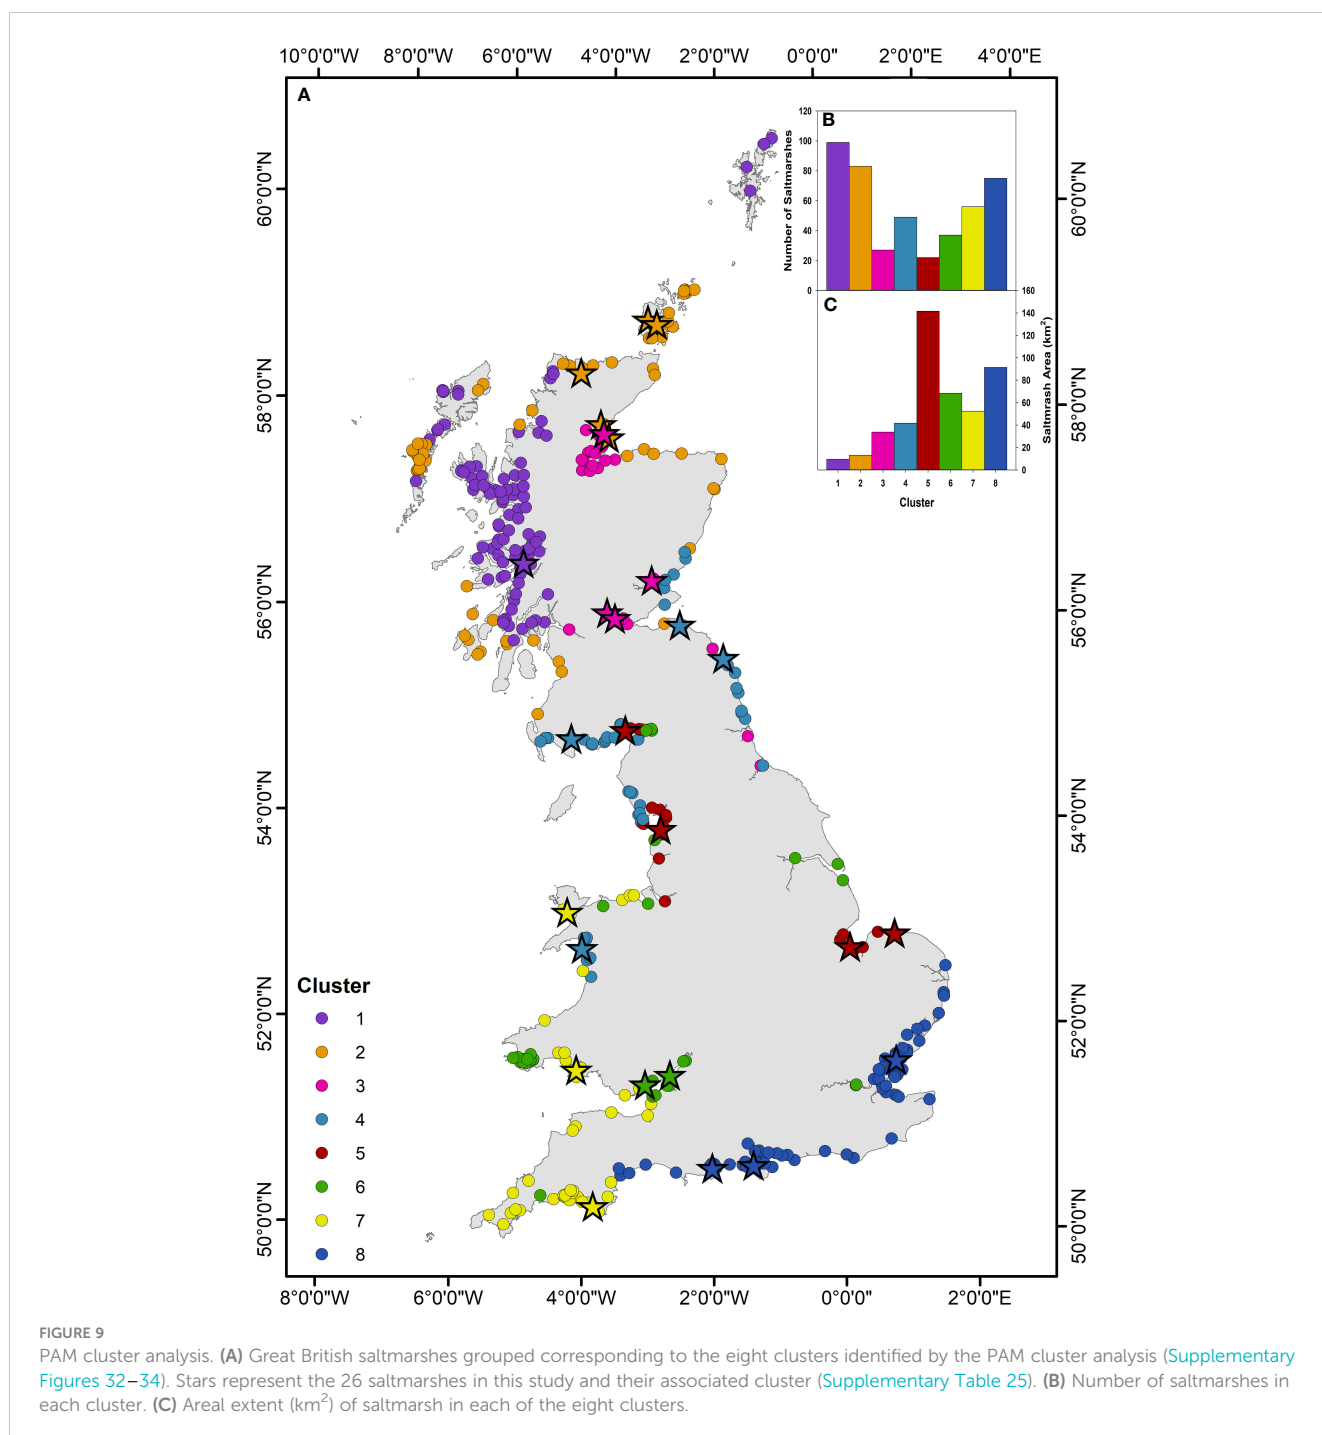 10°0'0"W 8°0'0"W 6°0'0"W 4°0'0"W 2°0'0"W 0°0'0" 2°0'0"E 4°0'0"E
A
B
120
100
80
60
40
20
0
Number of Saltmarshes
C
160
140
120
100
80
60
40
20
0
Saltmrash Area (km²)
1 2 3 4 5 6 7 8
Cluster
60°0'0"N
58°0'0"N
56°0'0"N
54°0'0"N
52°0'0"N
50°0'0"N
60°0'0"N
58°0'0"N
56°0'0"N
54°0'0"N
52°0'0"N
50°0'0"N
Cluster
1
2
3
4
5
6
7
8
8°0'0"W 6°0'0"W 4°0'0"W 2°0'0"W 0°0'0" 2°0'0"E
FIGURE 9
PAM cluster analysis. (A) Great British saltmarshes grouped corresponding to the eight clusters identified by the PAM cluster analysis (Supplementary
Figures 32–34). Stars represent the 26 saltmarshes in this study and their associated cluster (Supplementary Table 25). (B) Number of saltmarshes in
each cluster. (C) Areal extent (km²) of saltmarsh in each of the eight clusters.